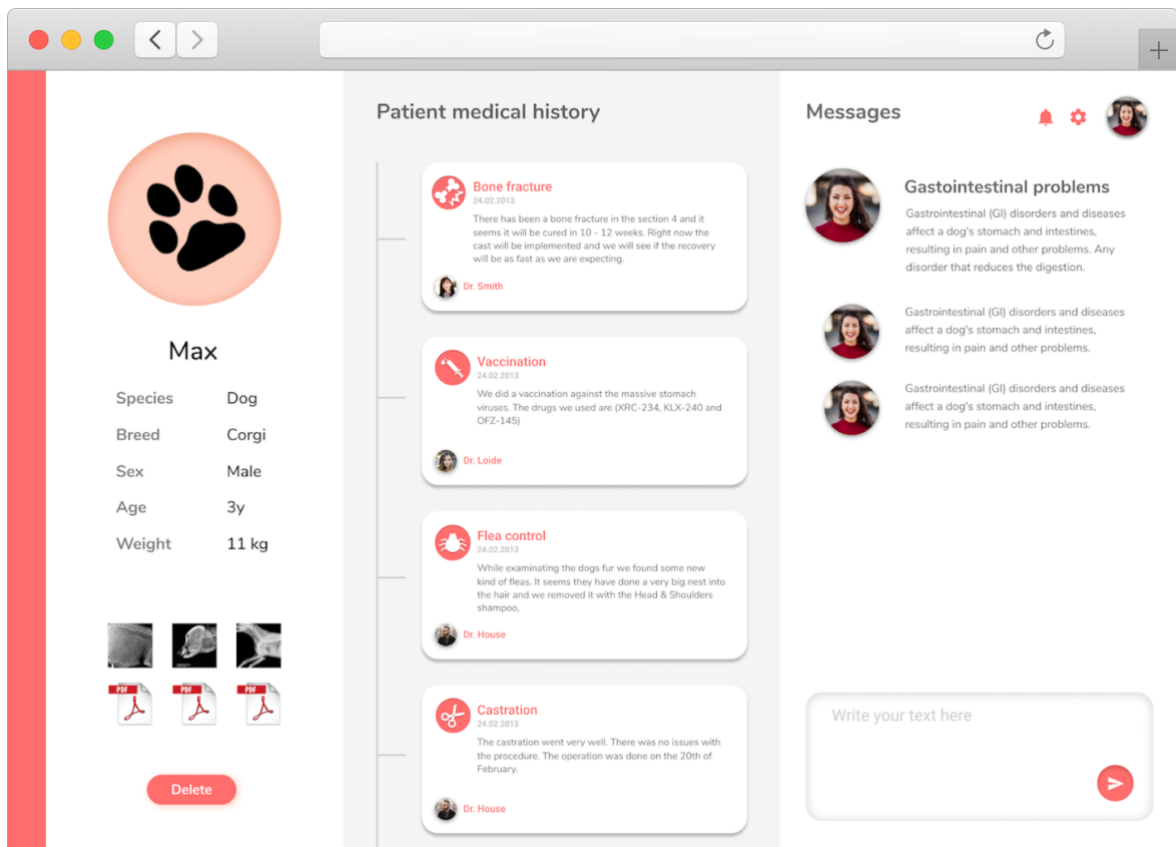 Patient medical history
Messages
Bone fracture
24.02.2013
There has been a bone fracture in the section 4 and it
seems it will be cured in 10 - 12 weeks. Right now the
cast will be implemented and we will see if the recovery
will be as fast as we are expecting.
Dr. Smith
Vaccination
24.02.2013
We did a vaccination against the massive stomach
viruses. The drugs we used are (XRC-234, KLX-240 and
OFZ-145)
Dr. Loide
Flea control
24.02.2013
While examinating the dogs fur we found some new
kind of fleas. It seems they have done a very big nest into
the hair and we removed it with the Head & Shoulders
shampoo,
Dr. House
Castration
24.02.2013
The castration went very well. There was no issues with
the procedure. The operation was done on the 20th of
February.
Dr. House
Max
Species Dog
Breed Corgi
Sex Male
Age 3y
Weight 11 kg
PDF PDF PDF
Delete
Gastointestinal problems
Gastrointestinal (GI) disorders and diseases
affect a dog's stomach and intestines,
resulting in pain and other problems. Any
disorder that reduces the digestion.
Gastrointestinal (GI) disorders and diseases
affect a dog's stomach and intestines,
resulting in pain and other problems.
Gastrointestinal (GI) disorders and diseases
affect a dog's stomach and intestines,
resulting in pain and other problems.
Write your text here